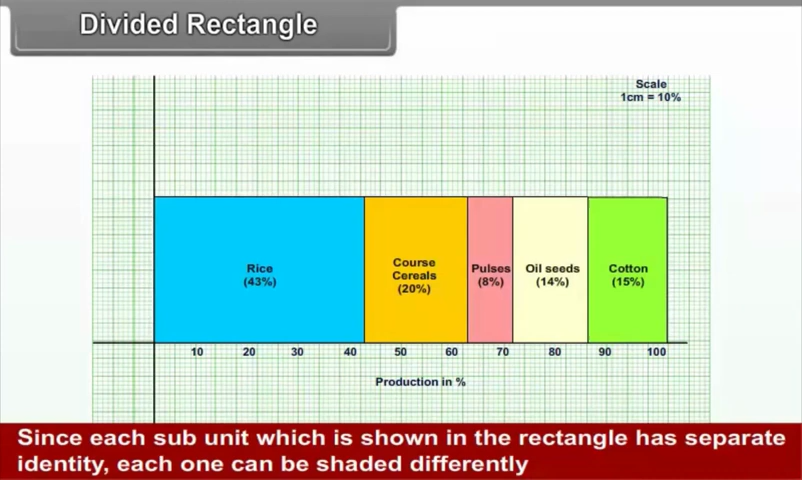 Divided Rectangle
Scale
1cm = 10%
Rice
(43%)
Course
Cereals
(20%)
Pulses
(8%)
Oil seeds
(14%)
Cotton
(15%)
10 20 30 40 50 60 70 80 90 100
Production in %
Since each sub unit which is shown in the rectangle has separate
identity, each one can be shaded differently